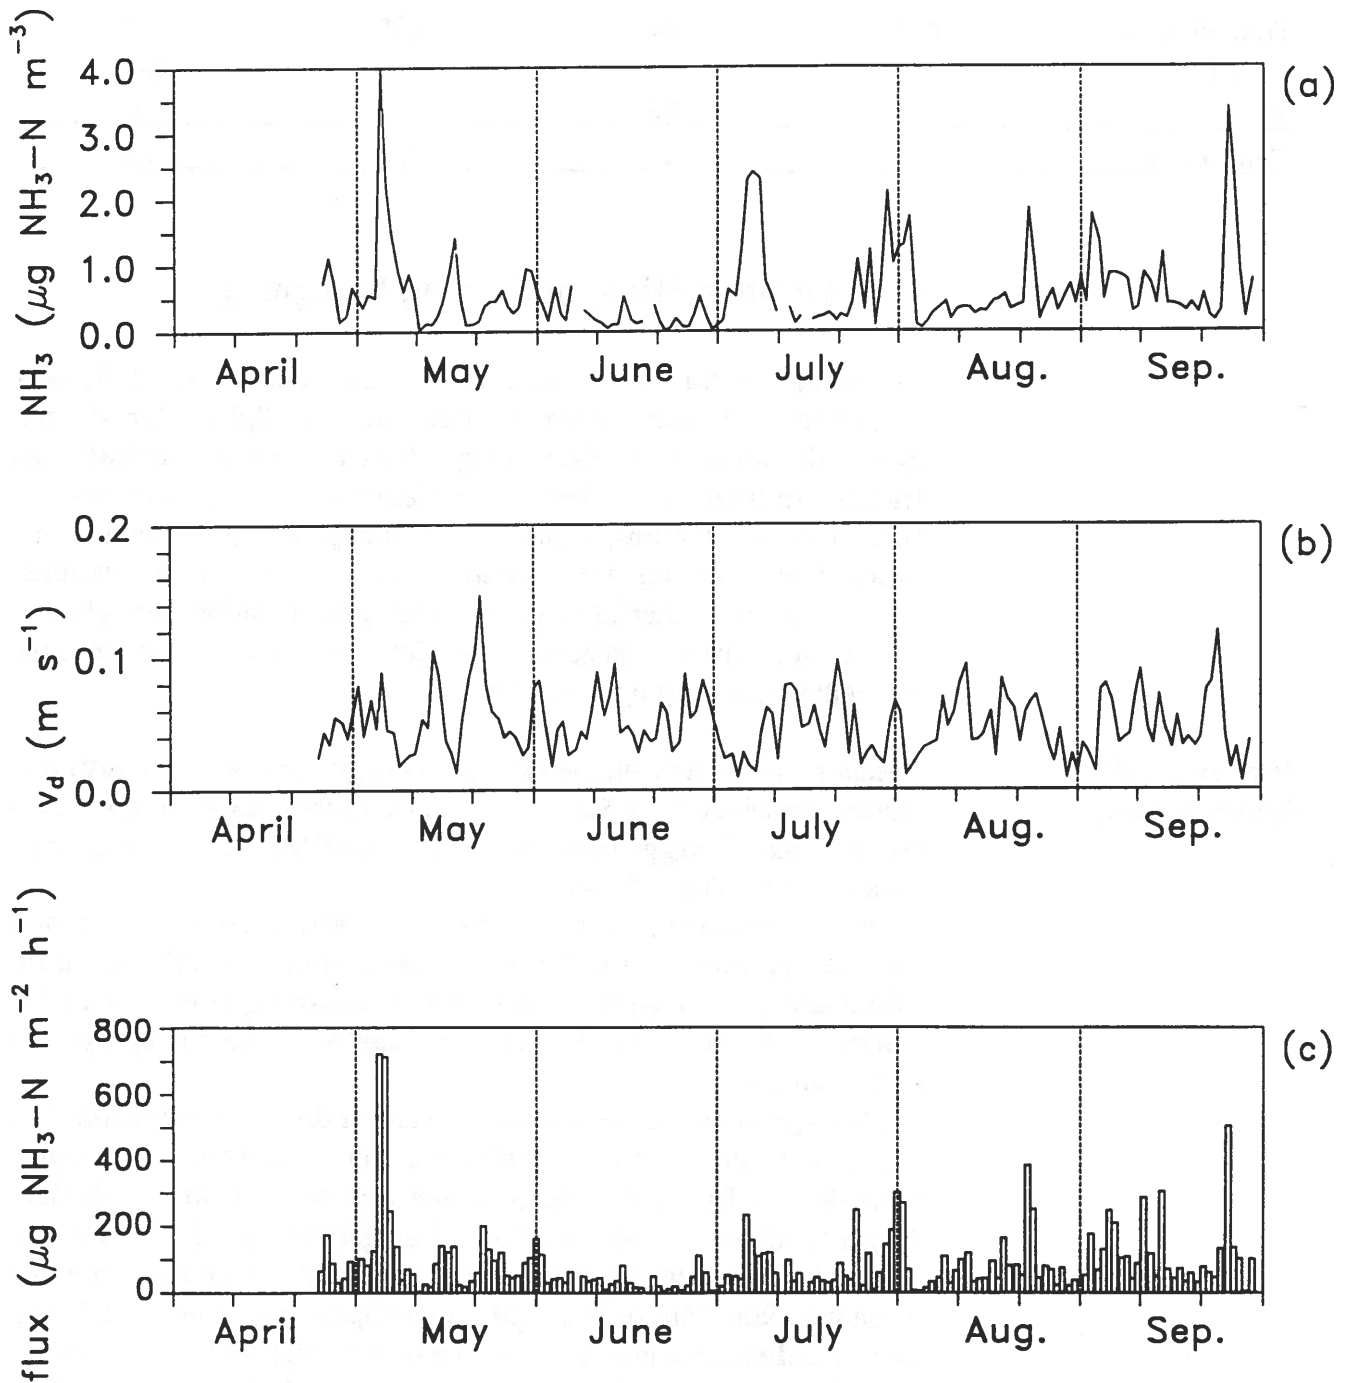 NH₃ (μg NH₃−N m⁻³)
4.0
3.0
2.0
1.0
0.0
April May June July Aug. Sep.
(a)
v_d (m s⁻¹)
0.2
0.1
0.0
April May June July Aug. Sep.
(b)
flux (μg NH₃−N m⁻² h⁻¹)
800
600
400
200
0
April May June July Aug. Sep.
(c)